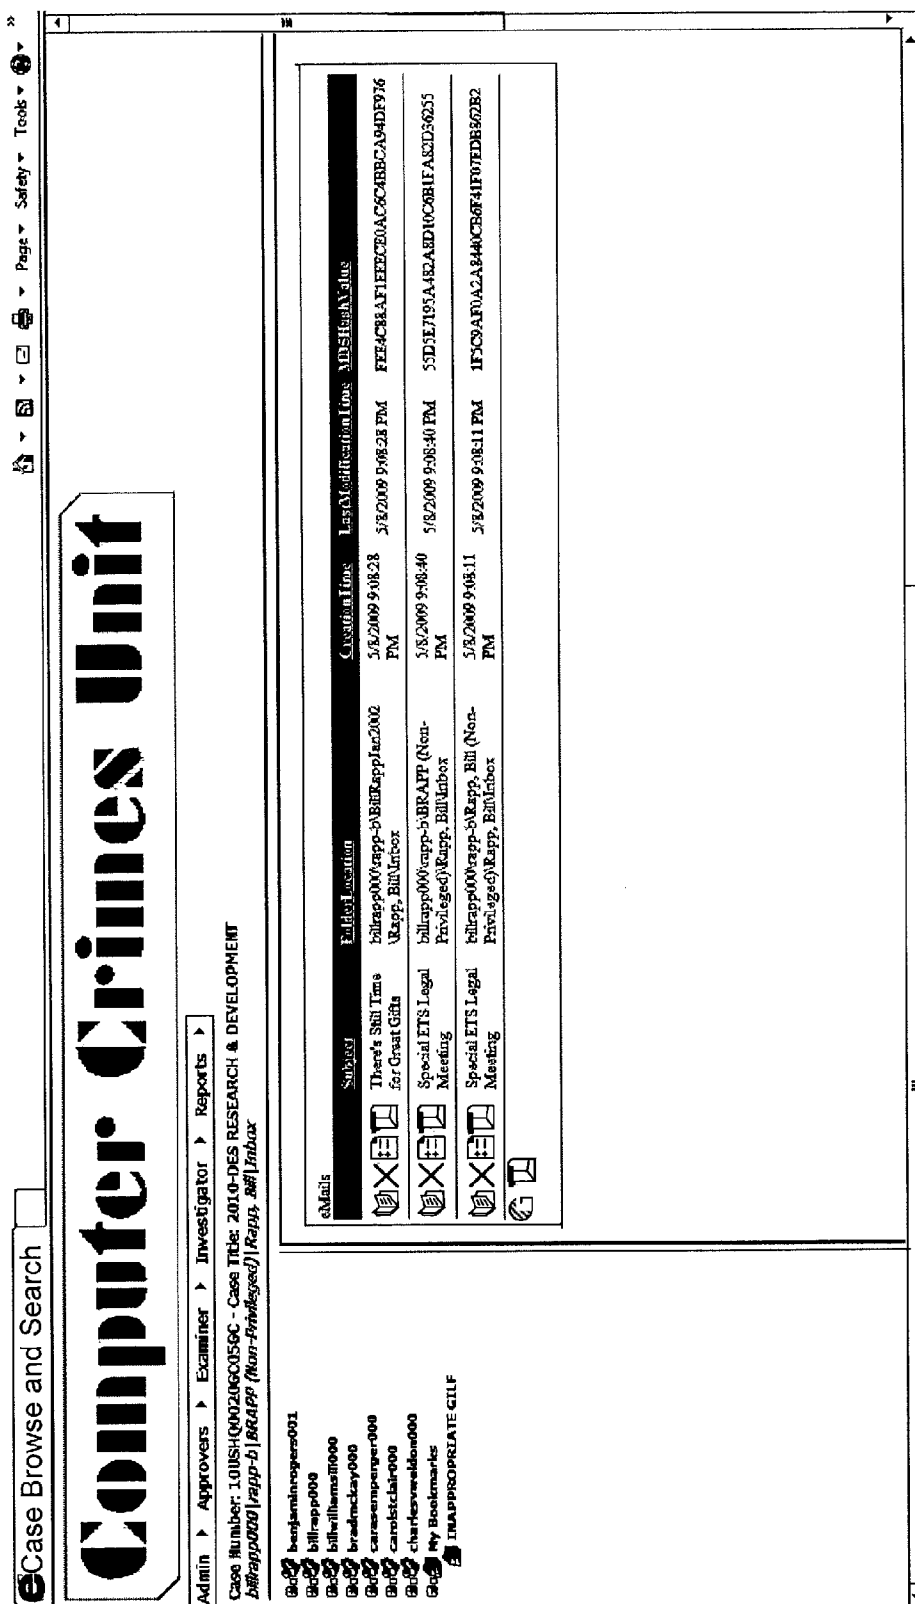 eCase Browse and Search
Page Safety Tools »
Computer Crimes Unit
Admin Approvers Examiner Investigator Reports
Case Number: 10USHQ0020GC05GC - Case Title: 2010-DES RESEARCH & DEVELOPMENT
billrapp000|rapp-b|BRAPP (Non-Privileged)|Rapp, Bill|Inbox
benjaminrogers001
billrapp000
billwilliamsiii000
bradmckay000
carasemperger000
carolstclair000
charlesweldon000
My Bookmarks
INAPPROPRIATE GILF
eMails
Subject FolderLocation CreationTime LastModificationTime MD5HashValue
There's Still Time for Great Gifts
billrapp000\rapp-b\BillRappJan2002\Rapp, Bill\Inbox
5/8/2009 9:08:28 PM
5/8/2009 9:08:28 PM
Special ETS Legal Meeting
billrapp000\rapp-b\BRAPP (Non-Privileged)\Rapp, Bill\Inbox
5/8/2009 9:08:40 PM
5/8/2009 9:08:40 PM
55D5E7195A482A8D10C6B1FA82D36255
Special ETS Legal Meeting
billrapp000\rapp-b\Rapp, Bill (Non-Privileged)\Rapp, Bill\Inbox
5/8/2009 9:08:11 PM
5/8/2009 9:08:11 PM
1F5C9AF0A2A8440CB6F41F07EDB862B2